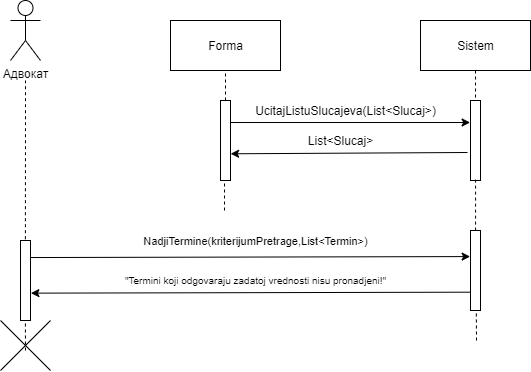 Адвокат
Forma
Sistem
UcitajListuSlucajeva(List<Slucaj>)
List<Slucaj>
NadjiTermine(kriterijumPretrage,List<Termin>)
"Termini koji odgovaraju zadatoj vrednosti nisu pronadjeni!"